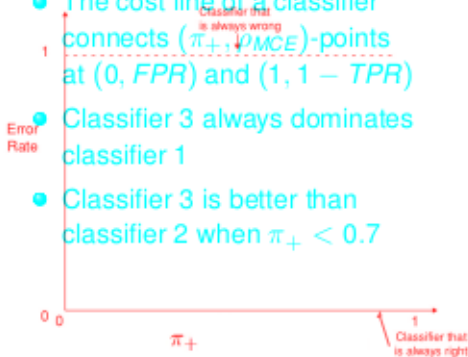 The cost line of a classifier
connects (π₊, ρ_MCE)-points
at (0, FPR) and (1, 1 − TPR)
Classifier 3 always dominates
classifier 1
Classifier 3 is better than
classifier 2 when π₊ < 0.7
Classifier that
is always wrong
1
Error
Rate
0
0
π₊
1
Classifier that
is always right